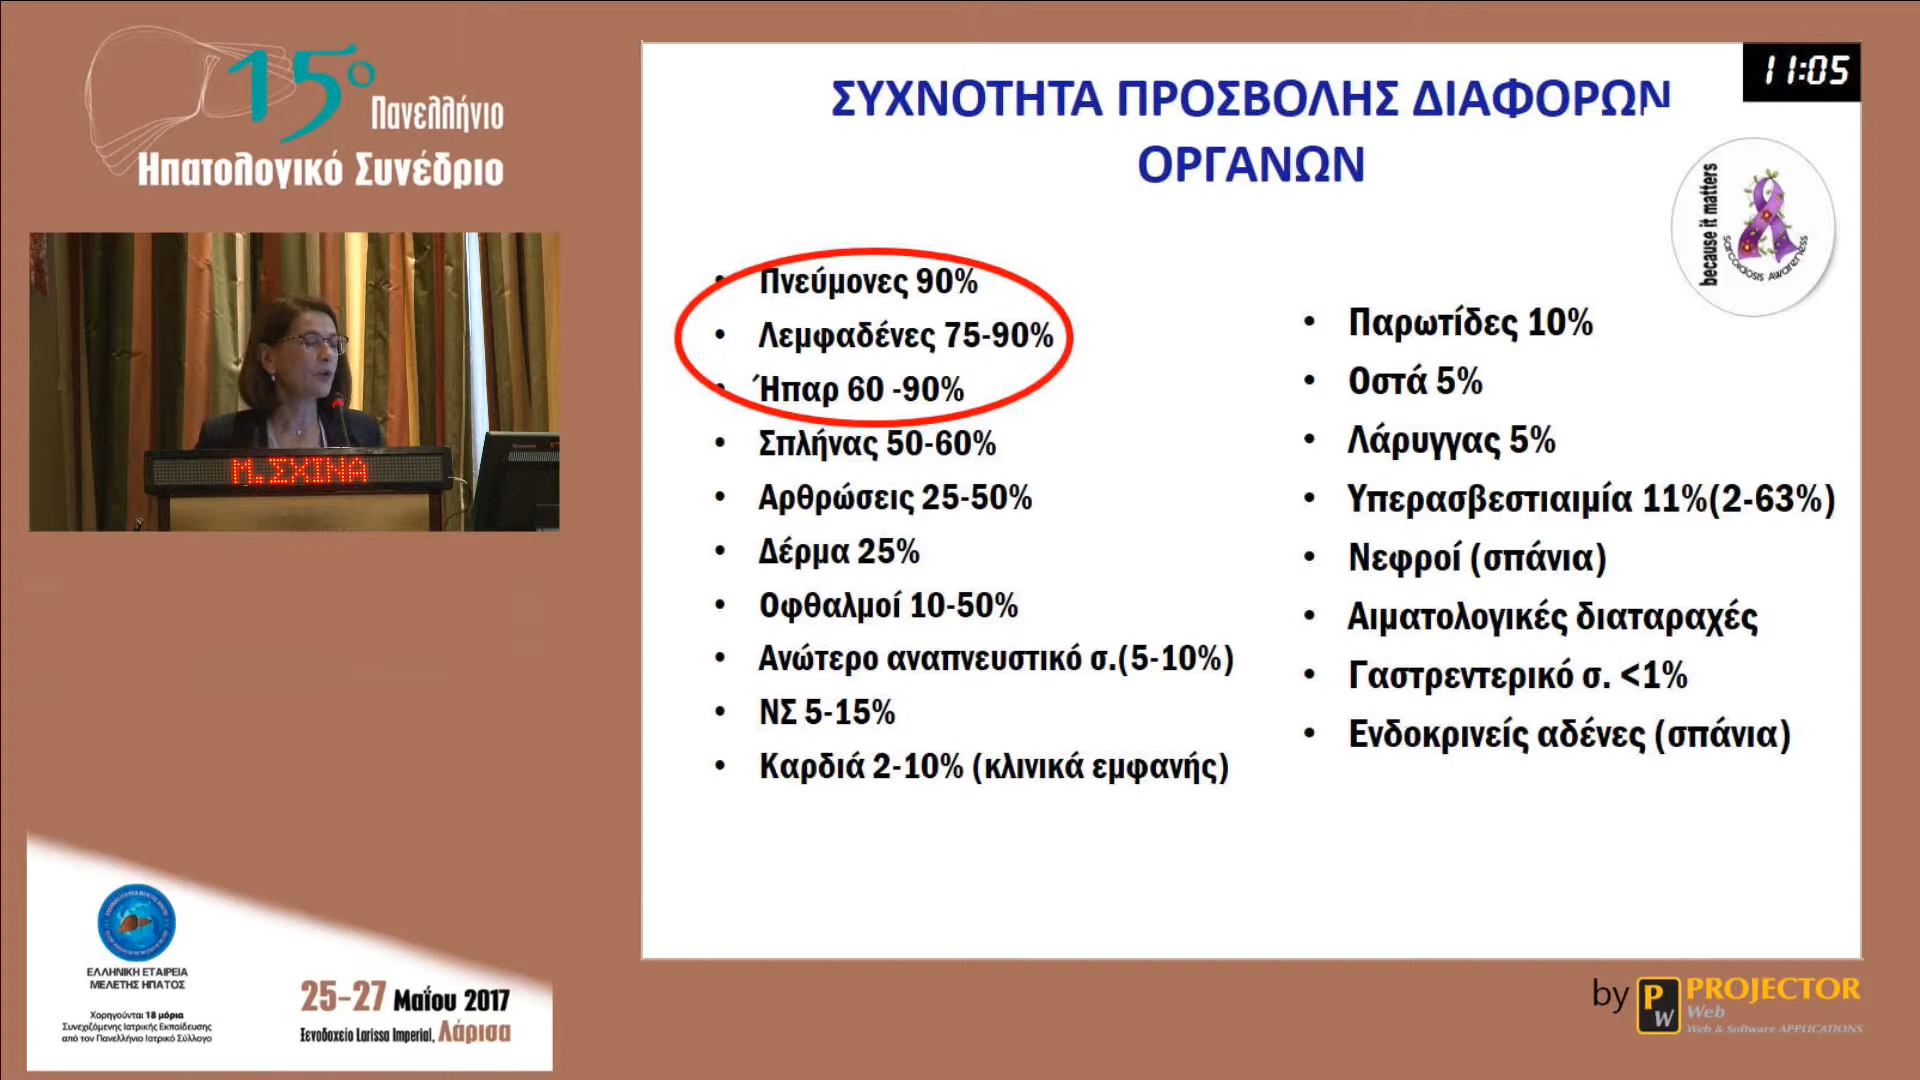 15ο
Πανελλήνιο
Ηπατολογικό Συνέδριο
Μ.ΣΧΙΝΑ
ΕΛΛΗΝΙΚΗ ΕΤΑΙΡΕΙΑ
ΜΕΛΕΤΗΣ ΗΠΑΤΟΣ
Χορηγούνται 18 μόρια
Συνεχιζόμενης Ιατρικής Εκπαίδευσης
από τον Πανελλήνιο Ιατρικό Σύλλογο
25-27 Μαΐου 2017
Ξενοδοχείο Larissa Imperial, Λάρισα
11:05
ΣΥΧΝΟΤΗΤΑ ΠΡΟΣΒΟΛΗΣ ΔΙΑΦΟΡΩΝ
ΟΡΓΑΝΩΝ
because it matters
Sarcoidosis Awareness
• Πνεύμονες 90%
• Λεμφαδένες 75-90%
• Ήπαρ 60 -90%
• Σπλήνας 50-60%
• Αρθρώσεις 25-50%
• Δέρμα 25%
• Οφθαλμοί 10-50%
• Ανώτερο αναπνευστικό σ.(5-10%)
• ΝΣ 5-15%
• Καρδιά 2-10% (κλινικά εμφανής)
• Παρωτίδες 10%
• Οστά 5%
• Λάρυγγας 5%
• Υπερασβεστιαιμία 11%(2-63%)
• Νεφροί (σπάνια)
• Αιματολογικές διαταραχές
• Γαστρεντερικό σ. <1%
• Ενδοκρινείς αδένες (σπάνια)
by PW PROJECTOR
Web
Web & Software APPLICATIONS